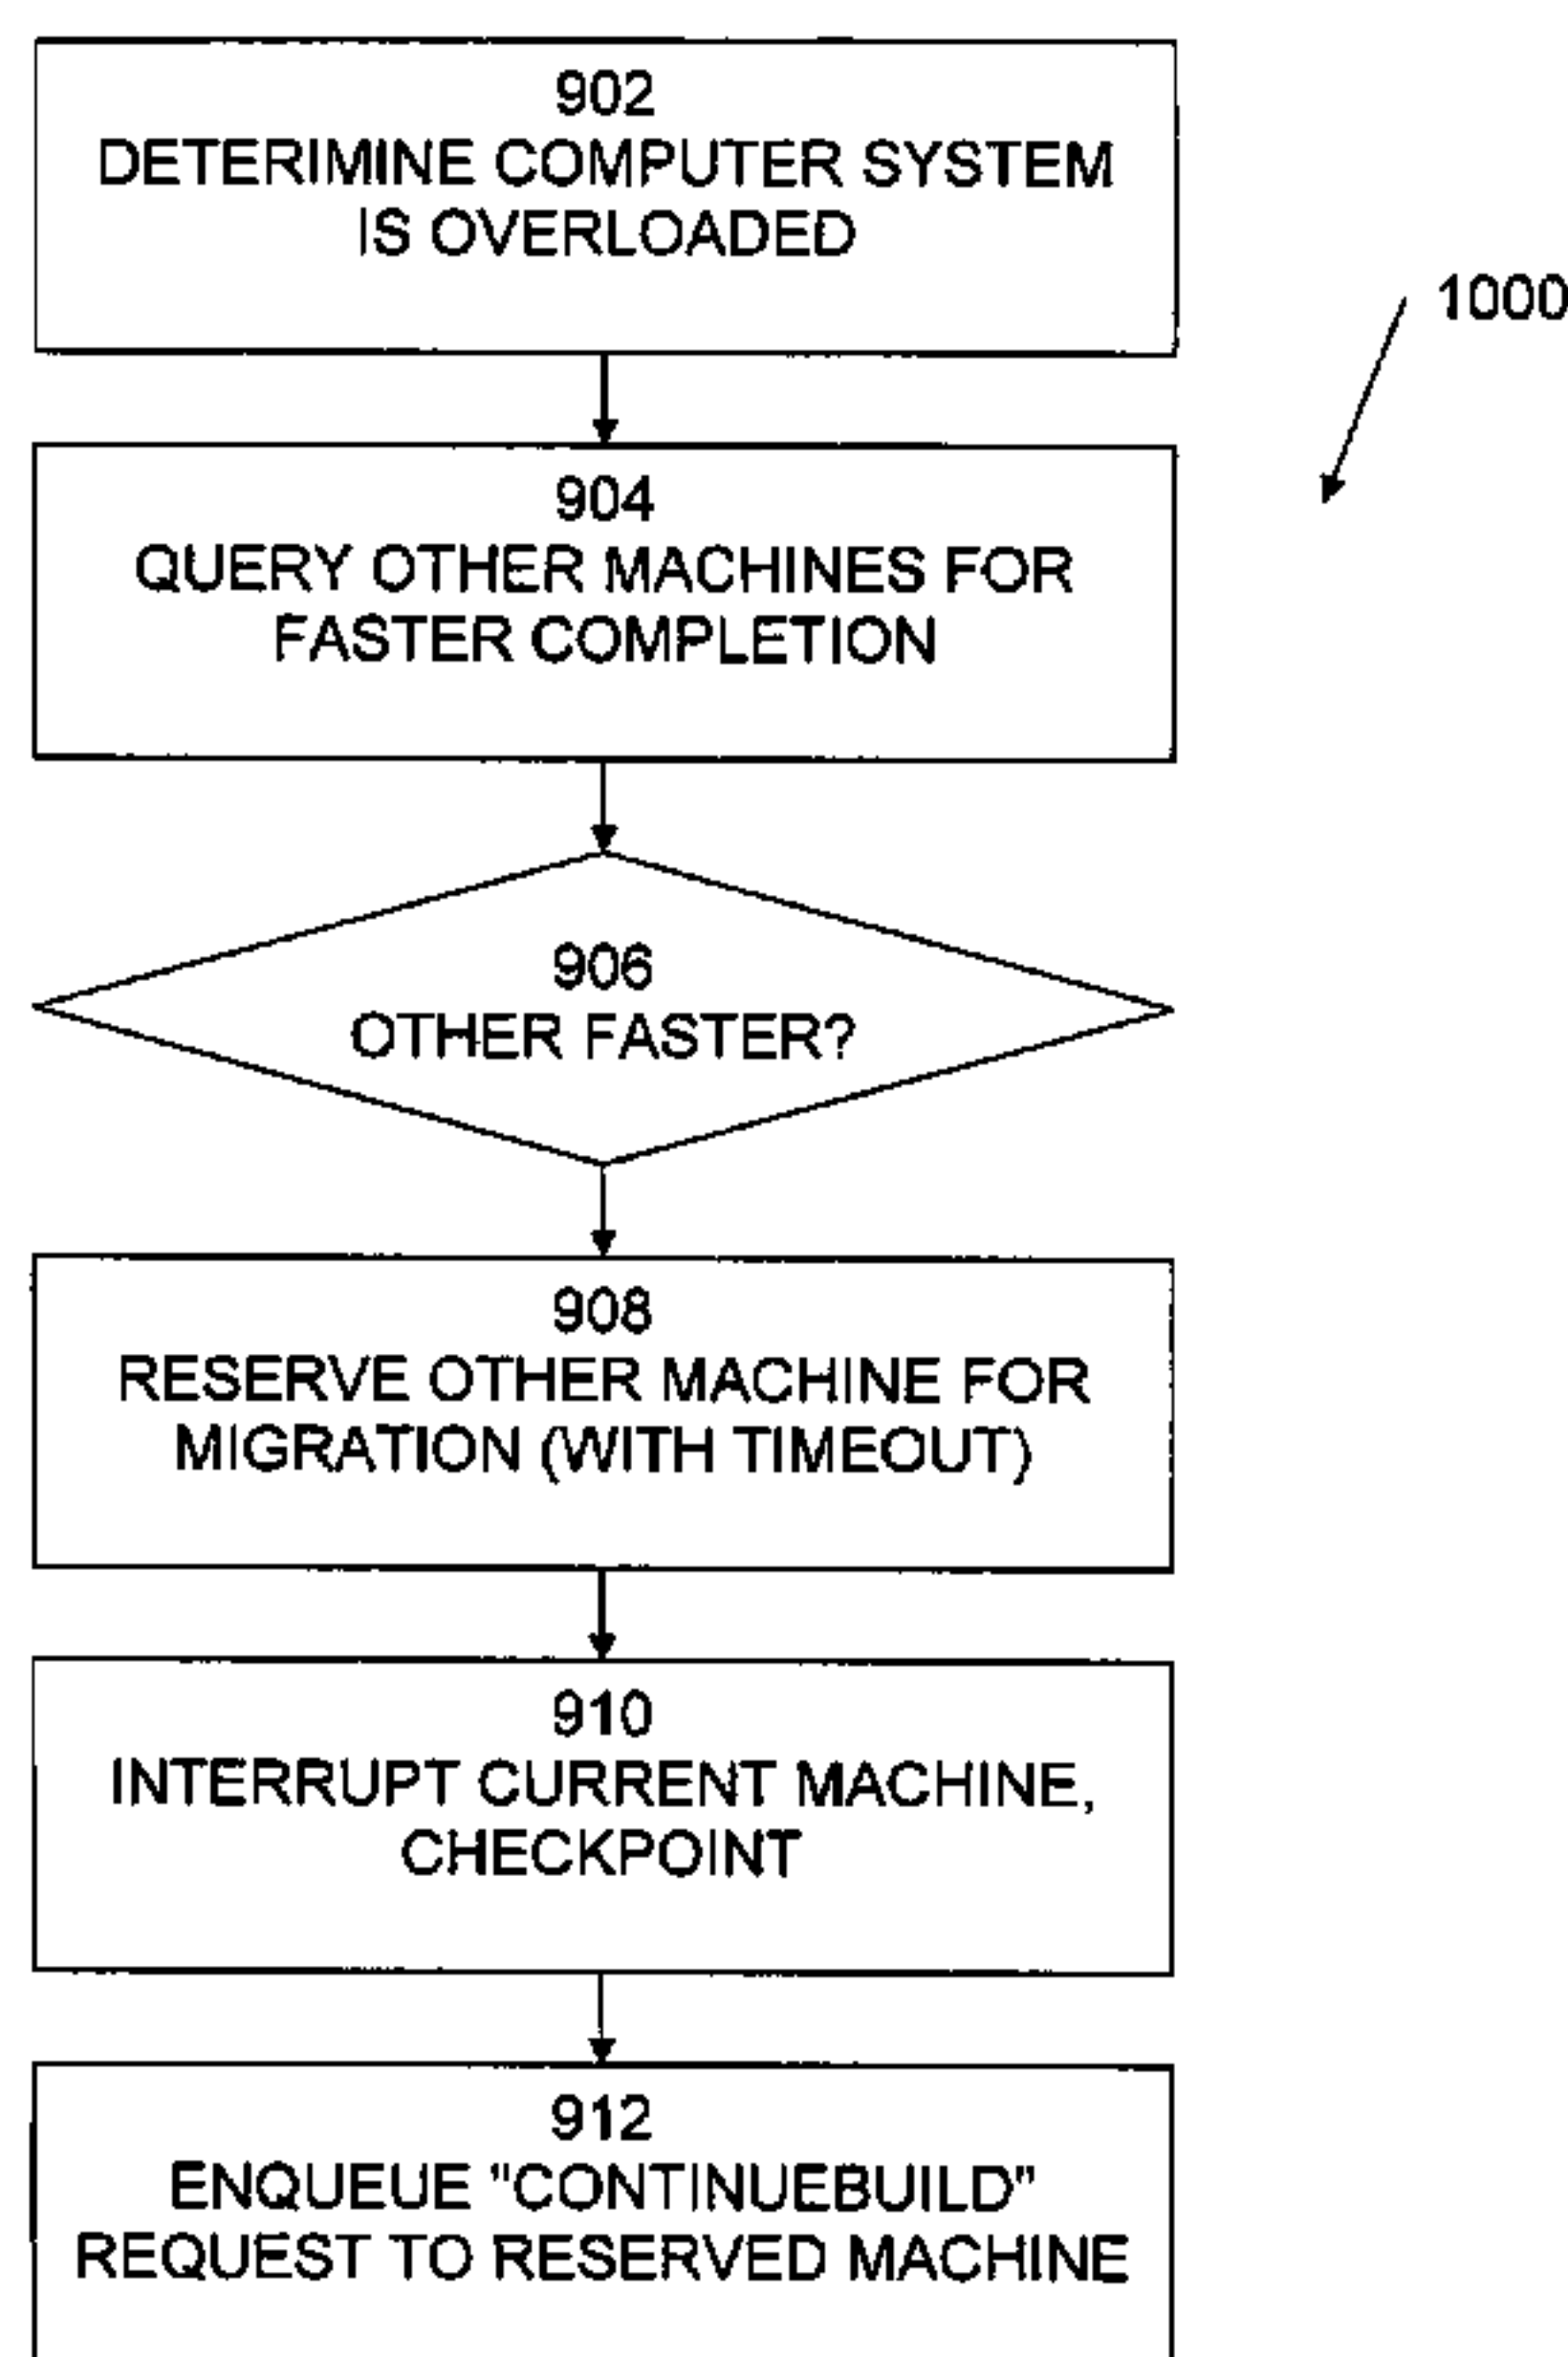 902
DETERIMINE COMPUTER SYSTEM
IS OVERLOADED
1000
904
QUERY OTHER MACHINES FOR
FASTER COMPLETION
906
OTHER FASTER?
908
RESERVE OTHER MACHINE FOR
MIGRATION (WITH TIMEOUT)
910
INTERRUPT CURRENT MACHINE,
CHECKPOINT
912
ENQUEUE "CONTINUEBUILD"
REQUEST TO RESERVED MACHINE